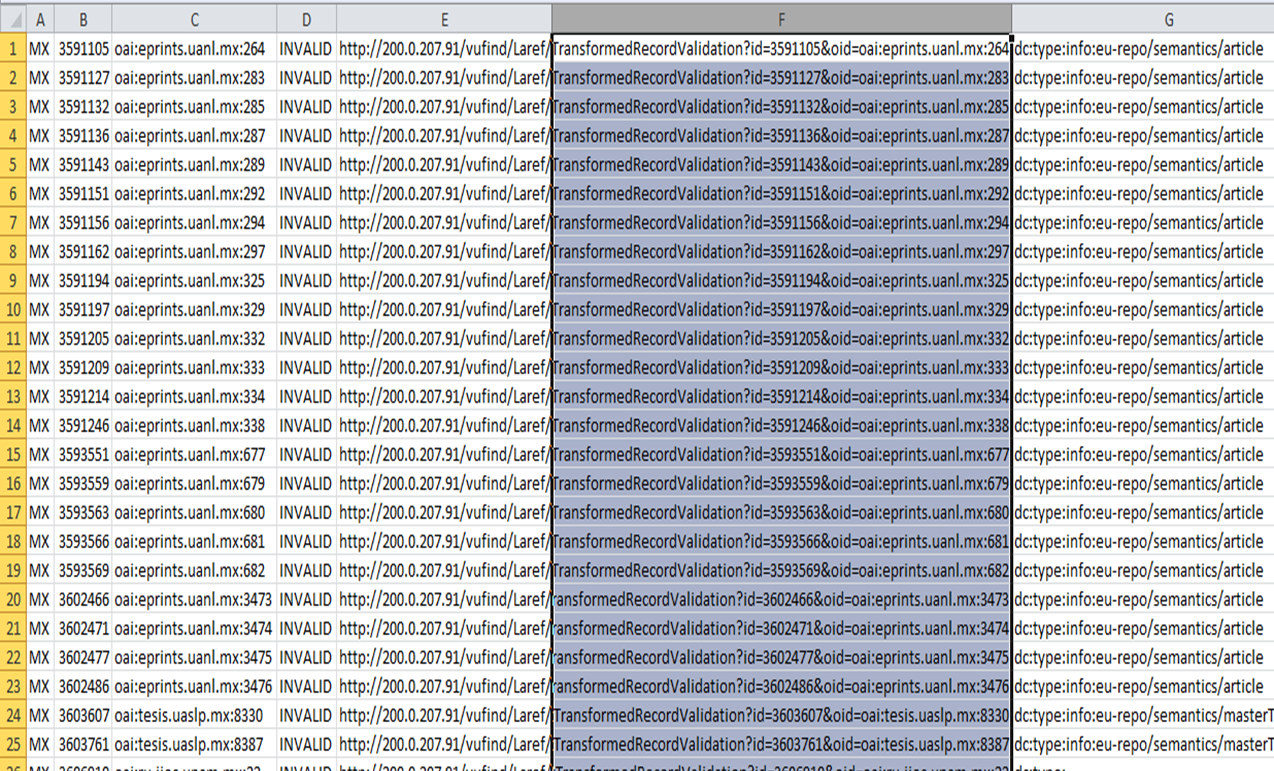 A B C D E F G
1 MX 3591105 oai:eprints.uanl.mx:264 INVALID http://200.0.207.91/vufind/Laref/ TransformedRecordValidation?id=3591105&oid=oai:eprints.uanl.mx:264 dc:type:info:eu-repo/semantics/article
2 MX 3591127 oai:eprints.uanl.mx:283 INVALID http://200.0.207.91/vufind/Laref/ TransformedRecordValidation?id=3591127&oid=oai:eprints.uanl.mx:283 dc:type:info:eu-repo/semantics/article
3 MX 3591132 oai:eprints.uanl.mx:285 INVALID http://200.0.207.91/vufind/Laref/ TransformedRecordValidation?id=3591132&oid=oai:eprints.uanl.mx:285 dc:type:info:eu-repo/semantics/article
4 MX 3591136 oai:eprints.uanl.mx:287 INVALID http://200.0.207.91/vufind/Laref/ TransformedRecordValidation?id=3591136&oid=oai:eprints.uanl.mx:287 dc:type:info:eu-repo/semantics/article
5 MX 3591143 oai:eprints.uanl.mx:289 INVALID http://200.0.207.91/vufind/Laref/ TransformedRecordValidation?id=3591143&oid=oai:eprints.uanl.mx:289 dc:type:info:eu-repo/semantics/article
6 MX 3591151 oai:eprints.uanl.mx:292 INVALID http://200.0.207.91/vufind/Laref/ TransformedRecordValidation?id=3591151&oid=oai:eprints.uanl.mx:292 dc:type:info:eu-repo/semantics/article
7 MX 3591156 oai:eprints.uanl.mx:294 INVALID http://200.0.207.91/vufind/Laref/ TransformedRecordValidation?id=3591156&oid=oai:eprints.uanl.mx:294 dc:type:info:eu-repo/semantics/article
8 MX 3591162 oai:eprints.uanl.mx:297 INVALID http://200.0.207.91/vufind/Laref/ TransformedRecordValidation?id=3591162&oid=oai:eprints.uanl.mx:297 dc:type:info:eu-repo/semantics/article
9 MX 3591194 oai:eprints.uanl.mx:325 INVALID http://200.0.207.91/vufind/Laref/ TransformedRecordValidation?id=3591194&oid=oai:eprints.uanl.mx:325 dc:type:info:eu-repo/semantics/article
10 MX 3591197 oai:eprints.uanl.mx:329 INVALID http://200.0.207.91/vufind/Laref/ TransformedRecordValidation?id=3591197&oid=oai:eprints.uanl.mx:329 dc:type:info:eu-repo/semantics/article
11 MX 3591205 oai:eprints.uanl.mx:332 INVALID http://200.0.207.91/vufind/Laref/ TransformedRecordValidation?id=3591205&oid=oai:eprints.uanl.mx:332 dc:type:info:eu-repo/semantics/article
12 MX 3591209 oai:eprints.uanl.mx:333 INVALID http://200.0.207.91/vufind/Laref/ TransformedRecordValidation?id=3591209&oid=oai:eprints.uanl.mx:333 dc:type:info:eu-repo/semantics/article
13 MX 3591214 oai:eprints.uanl.mx:334 INVALID http://200.0.207.91/vufind/Laref/ TransformedRecordValidation?id=3591214&oid=oai:eprints.uanl.mx:334 dc:type:info:eu-repo/semantics/article
14 MX 3591246 oai:eprints.uanl.mx:338 INVALID http://200.0.207.91/vufind/Laref/ TransformedRecordValidation?id=3591246&oid=oai:eprints.uanl.mx:338 dc:type:info:eu-repo/semantics/article
15 MX 3593551 oai:eprints.uanl.mx:677 INVALID http://200.0.207.91/vufind/Laref/ TransformedRecordValidation?id=3593551&oid=oai:eprints.uanl.mx:677 dc:type:info:eu-repo/semantics/article
16 MX 3593559 oai:eprints.uanl.mx:679 INVALID http://200.0.207.91/vufind/Laref/ TransformedRecordValidation?id=3593559&oid=oai:eprints.uanl.mx:679 dc:type:info:eu-repo/semantics/article
17 MX 3593563 oai:eprints.uanl.mx:680 INVALID http://200.0.207.91/vufind/Laref/ TransformedRecordValidation?id=3593563&oid=oai:eprints.uanl.mx:680 dc:type:info:eu-repo/semantics/article
18 MX 3593566 oai:eprints.uanl.mx:681 INVALID http://200.0.207.91/vufind/Laref/ TransformedRecordValidation?id=3593566&oid=oai:eprints.uanl.mx:681 dc:type:info:eu-repo/semantics/article
19 MX 3593569 oai:eprints.uanl.mx:682 INVALID http://200.0.207.91/vufind/Laref/ TransformedRecordValidation?id=3593569&oid=oai:eprints.uanl.mx:682 dc:type:info:eu-repo/semantics/article
20 MX 3602466 oai:eprints.uanl.mx:3473 INVALID http://200.0.207.91/vufind/Laref/ ansformedRecordValidation?id=3602466&oid=oai:eprints.uanl.mx:3473 dc:type:info:eu-repo/semantics/article
21 MX 3602471 oai:eprints.uanl.mx:3474 INVALID http://200.0.207.91/vufind/Laref/ ansformedRecordValidation?id=3602471&oid=oai:eprints.uanl.mx:3474 dc:type:info:eu-repo/semantics/article
22 MX 3602477 oai:eprints.uanl.mx:3475 INVALID http://200.0.207.91/vufind/Laref/ ansformedRecordValidation?id=3602477&oid=oai:eprints.uanl.mx:3475 dc:type:info:eu-repo/semantics/article
23 MX 3602486 oai:eprints.uanl.mx:3476 INVALID http://200.0.207.91/vufind/Laref/ ansformedRecordValidation?id=3602486&oid=oai:eprints.uanl.mx:3476 dc:type:info:eu-repo/semantics/article
24 MX 3603607 oai:tesis.uaslp.mx:8330 INVALID http://200.0.207.91/vufind/Laref/ TransformedRecordValidation?id=3603607&oid=oai:tesis.uaslp.mx:8330 dc:type:info:eu-repo/semantics/masterT
25 MX 3603761 oai:tesis.uaslp.mx:8387 INVALID http://200.0.207.91/vufind/Laref/ TransformedRecordValidation?id=3603761&oid=oai:tesis.uaslp.mx:8387 dc:type:info:eu-repo/semantics/masterT